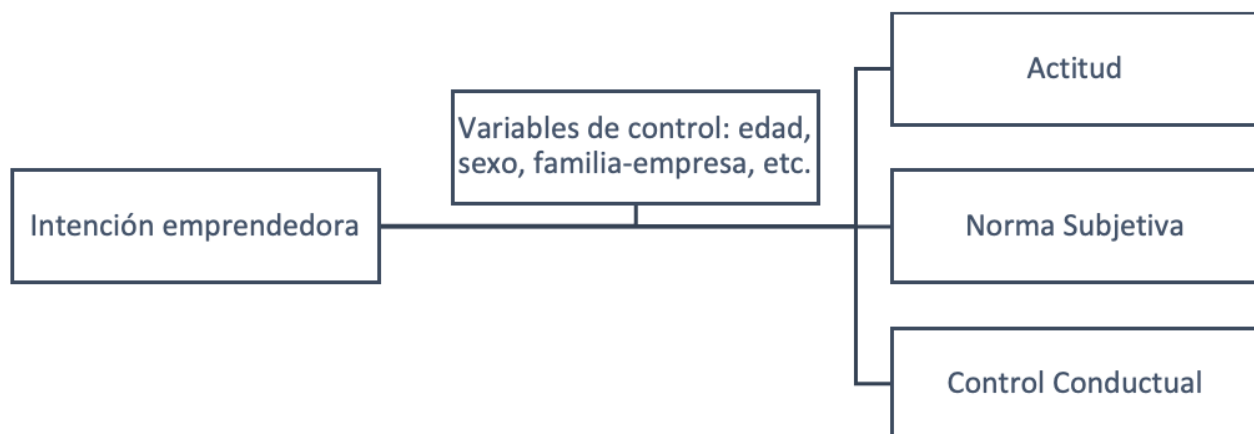 Actitud
Variables de control: edad,
sexo, familia-empresa, etc.
Intención emprendedora
Norma Subjetiva
Control Conductual